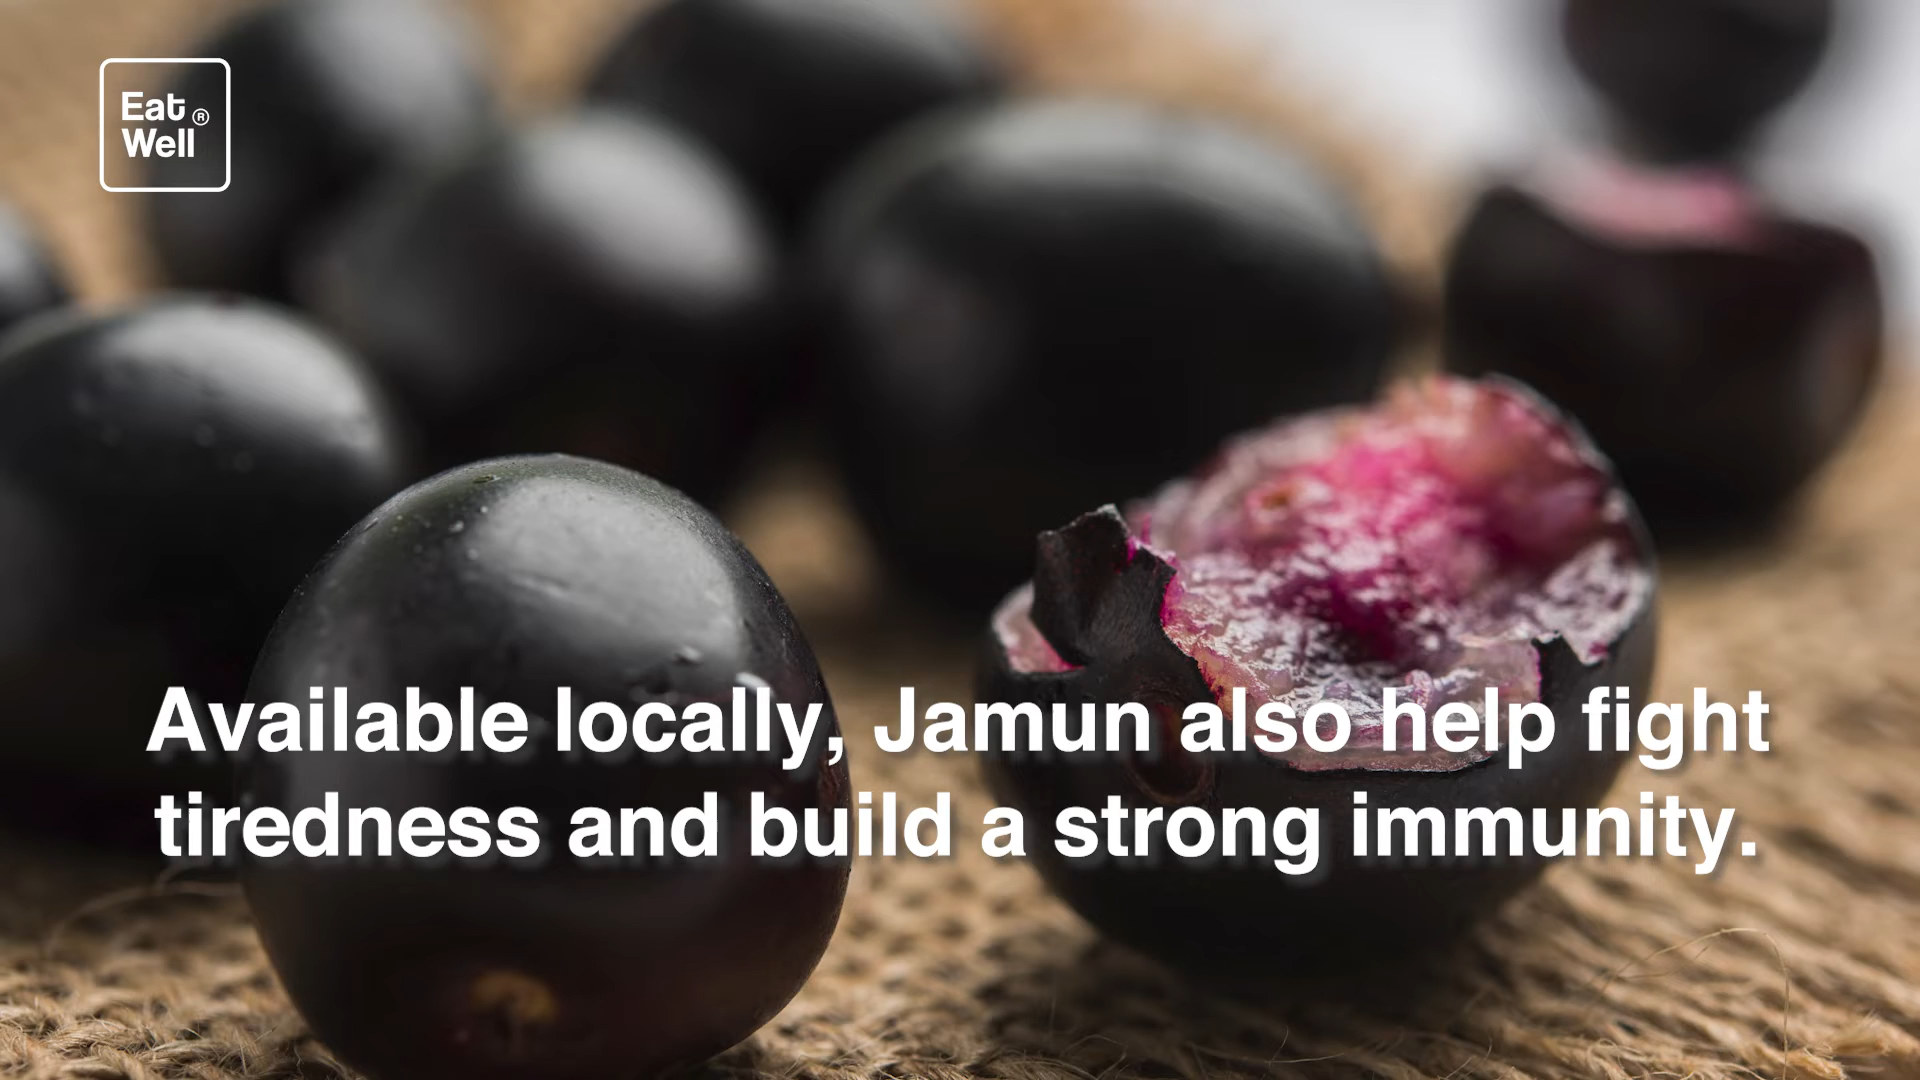 Eat ®
Well
Available locally, Jamun also help fight
tiredness and build a strong immunity.